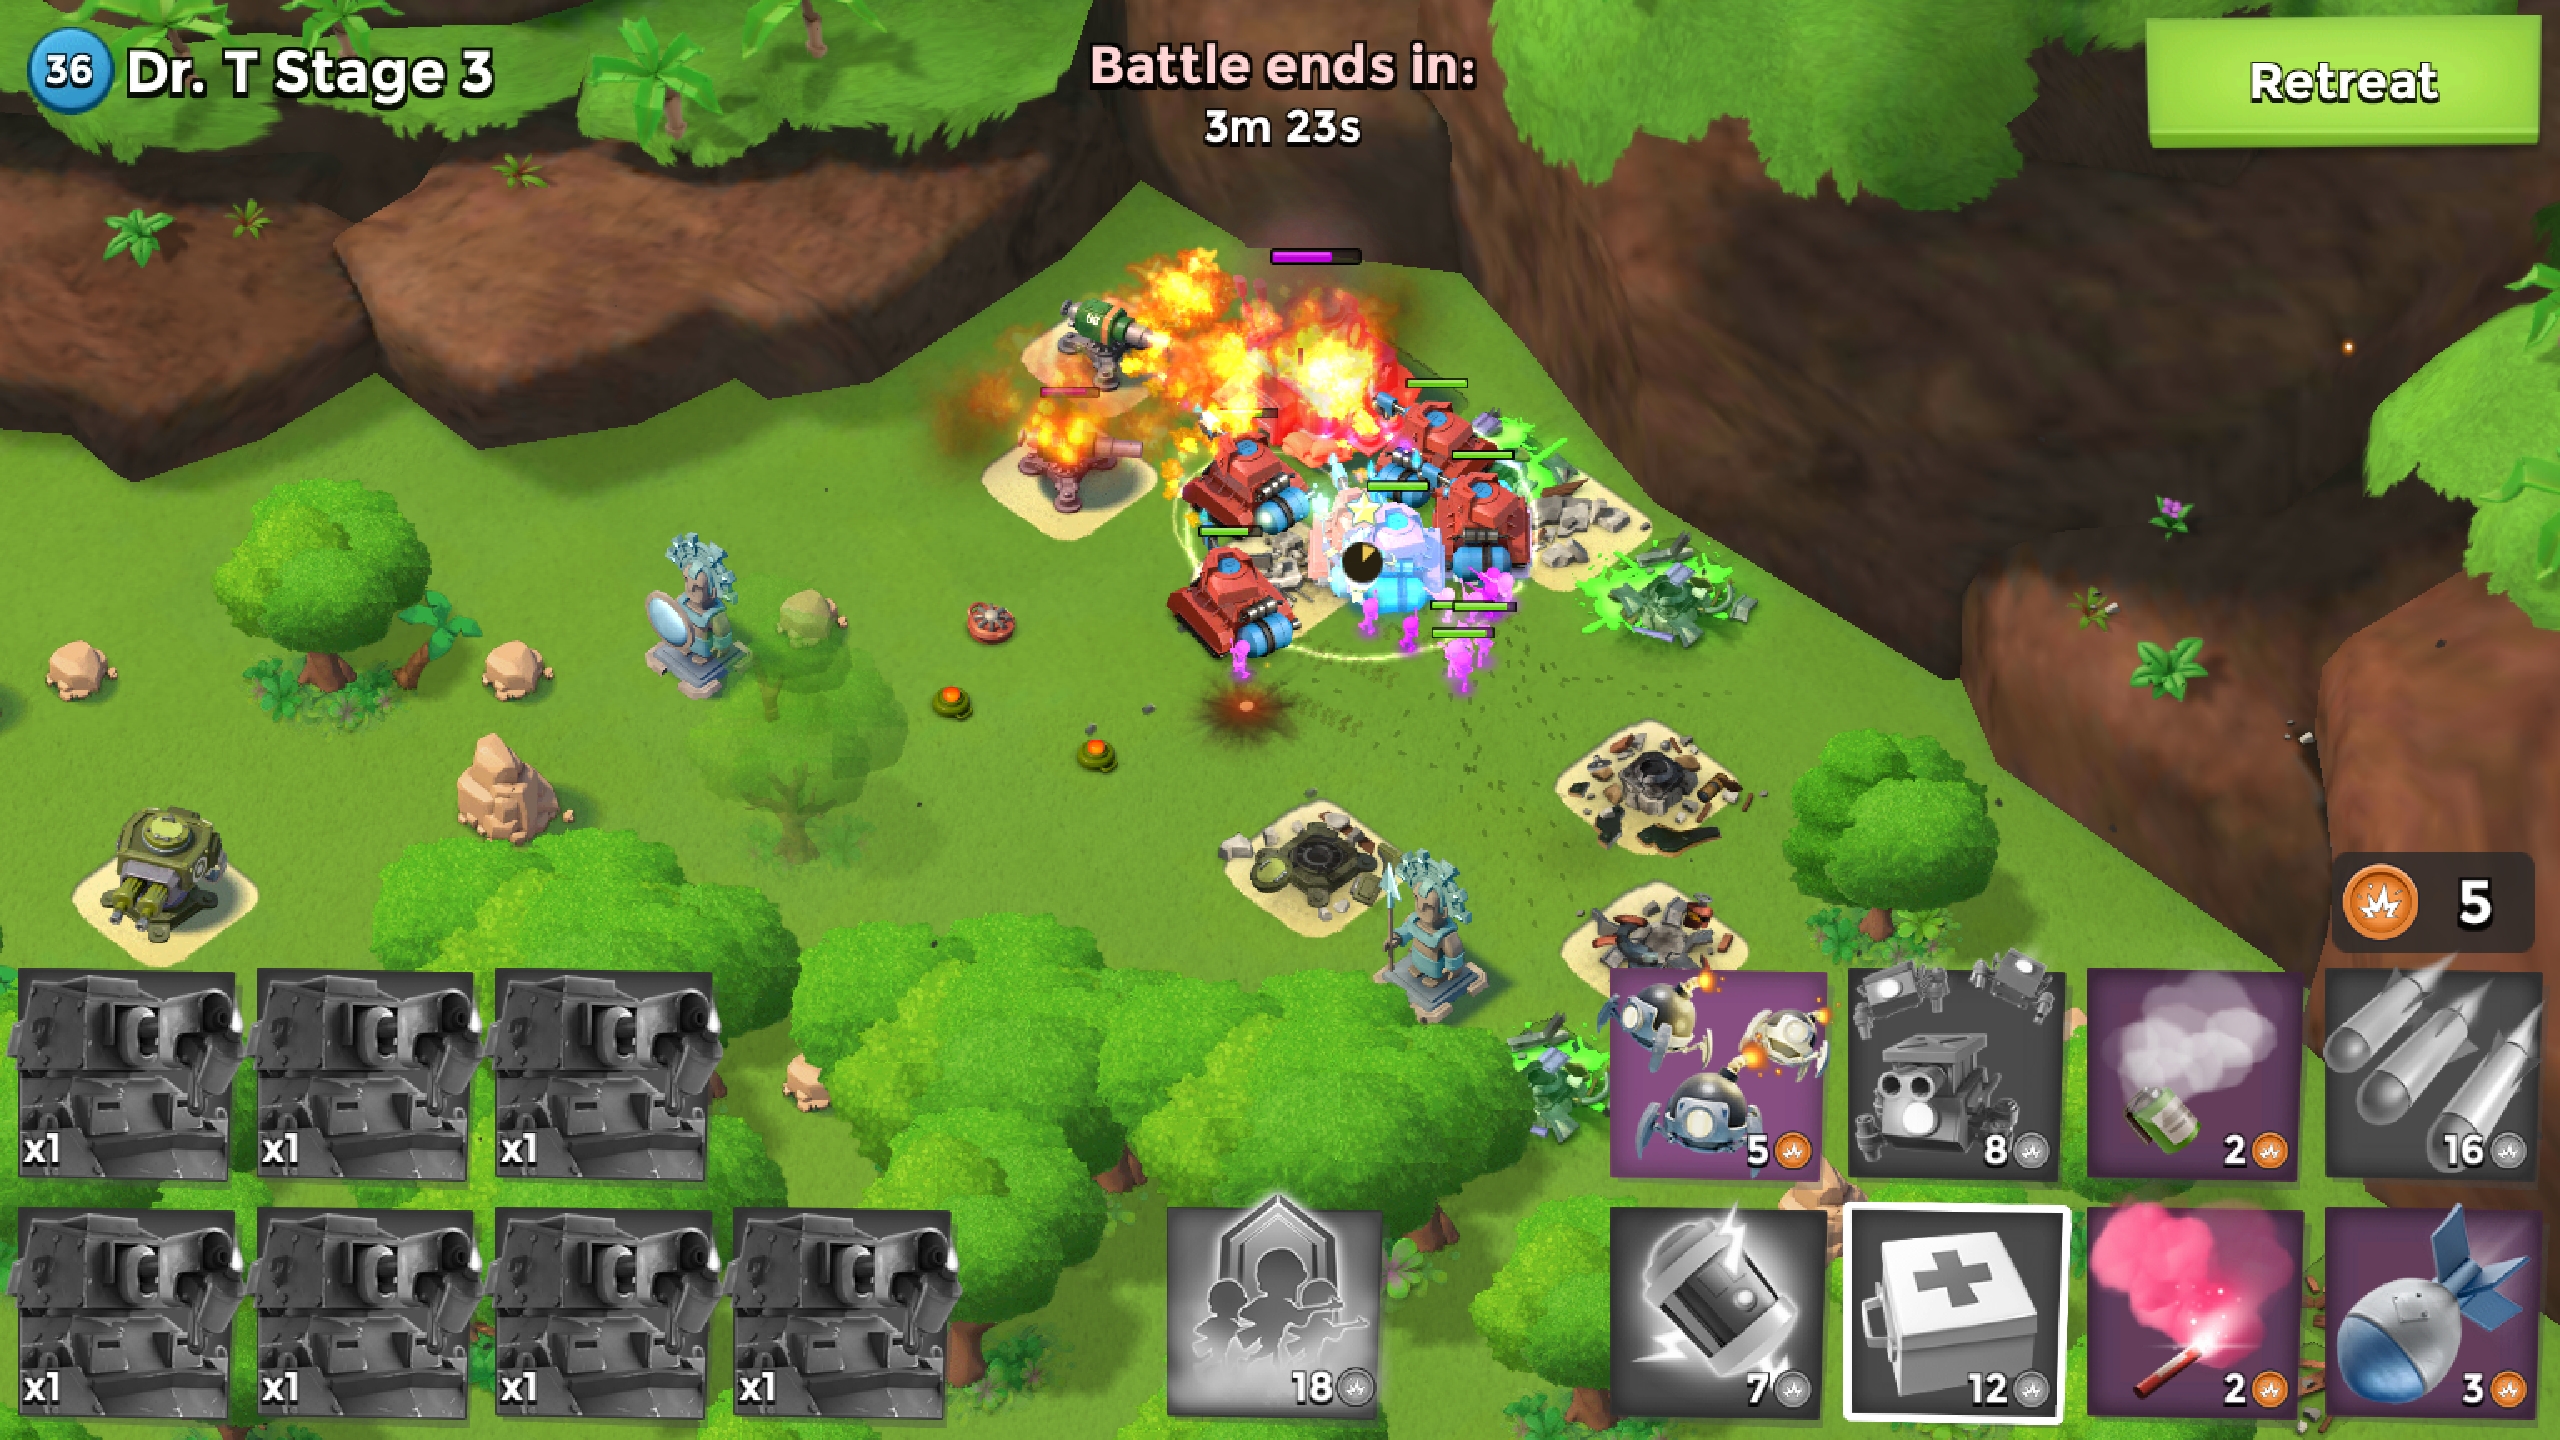 36 Dr. T Stage 3
Battle ends in:
3m 23s
Retreat
5
x1 x1 x1
5 8 2 16
x1 x1 x1 x1
18
7 12 2 3